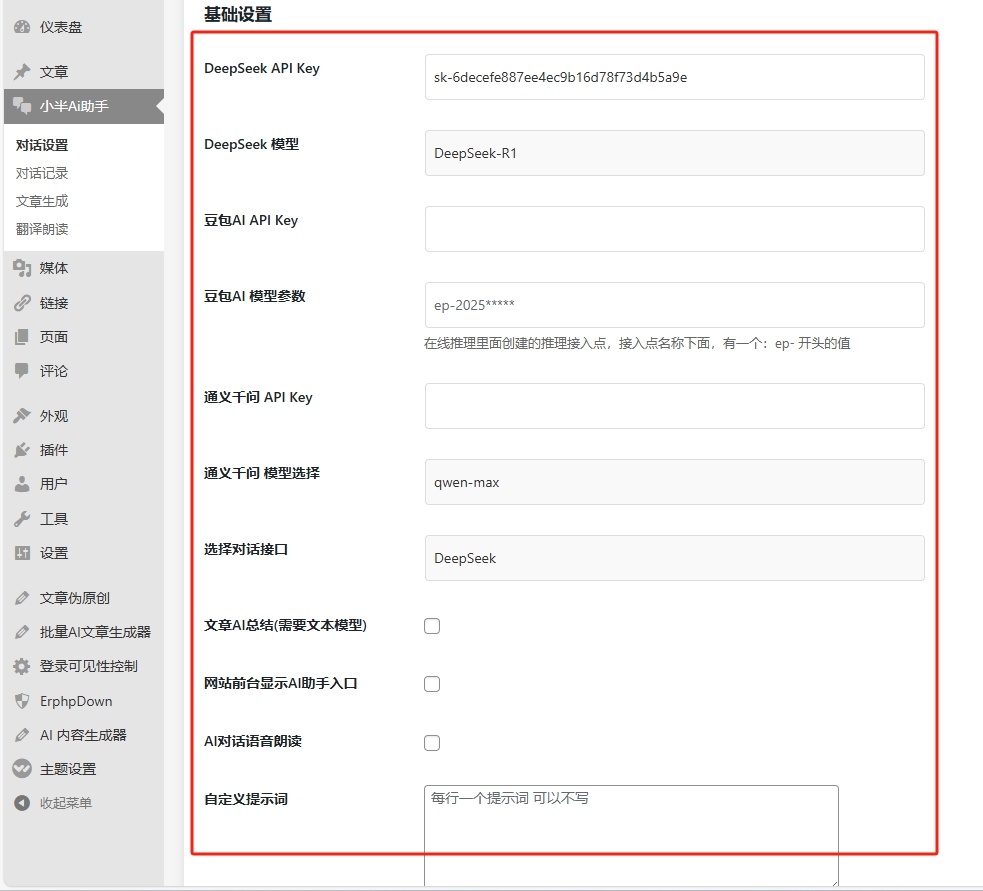 仪表盘
文章
小半Ai助手
对话设置
对话记录
文章生成
翻译朗读
媒体
链接
页面
评论
外观
插件
用户
工具
设置
文章伪原创
批量AI文章生成器
登录可见性控制
ErphpDown
AI 内容生成器
主题设置
收起菜单
基础设置
DeepSeek API Key
sk-6decefe887ee4ec9b16d78f73d4b5a9e
DeepSeek 模型
DeepSeek-R1
豆包AI API Key
豆包AI 模型参数
ep-2025*****
在线推理里面创建的推理接入点，接入点名称下面，有一个：ep- 开头的值
通义千问 API Key
通义千问 模型选择
qwen-max
选择对话接口
DeepSeek
文章AI总结(需要文本模型)
网站前台显示AI助手入口
AI对话语音朗读
自定义提示词
每行一个提示词 可以不写